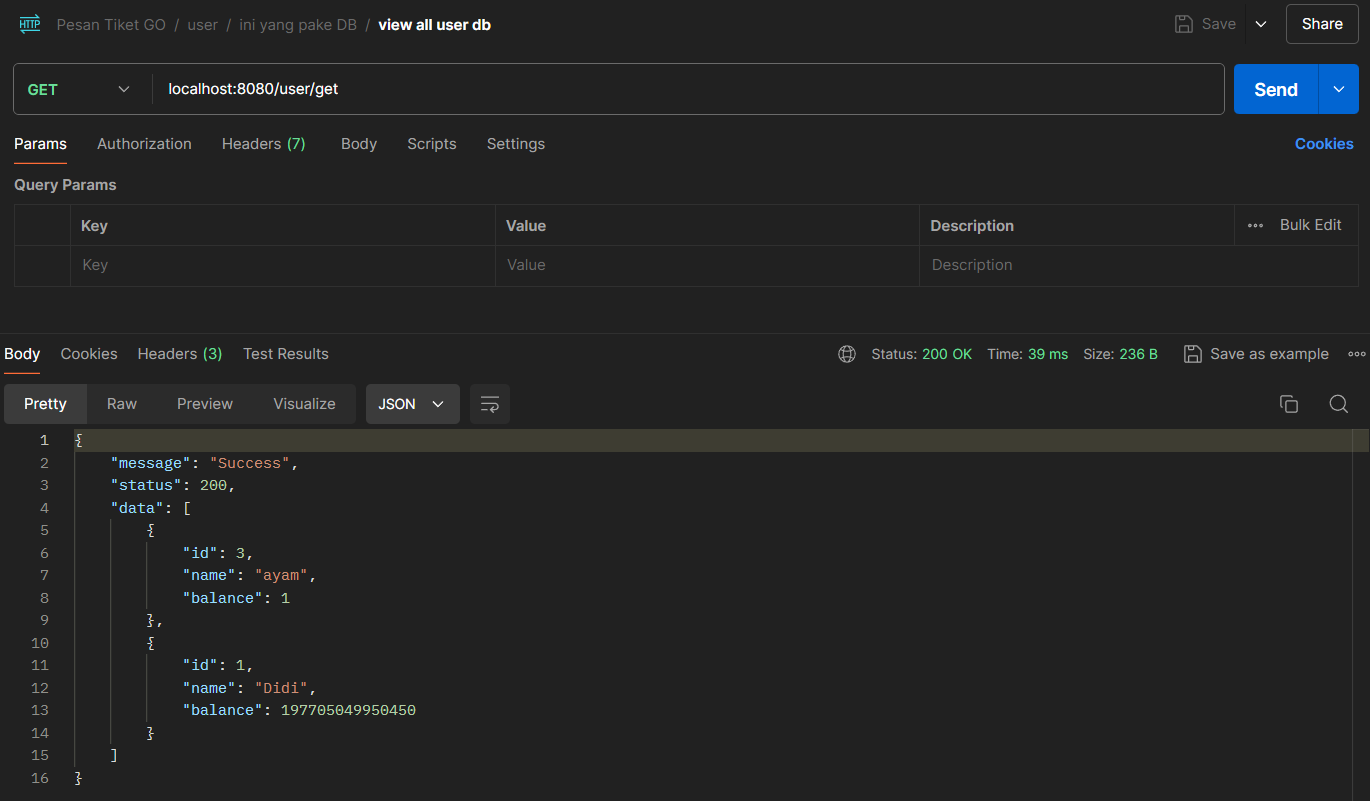 HTTP Pesan Tiket GO / user / ini yang pake DB / view all user db Save Share
GET localhost:8080/user/get Send
Params Authorization Headers (7) Body Scripts Settings Cookies
Query Params
Key Value Description Bulk Edit
Key Value Description
Body Cookies Headers (3) Test Results Status: 200 OK Time: 39 ms Size: 236 B Save as example
Pretty Raw Preview Visualize JSON
1 {
2 "message": "Success",
3 "status": 200,
4 "data": [
5 {
6 "id": 3,
7 "name": "ayam",
8 "balance": 1
9 },
10 {
11 "id": 1,
12 "name": "Didi",
13 "balance": 197705049950450
14 }
15 ]
16 }